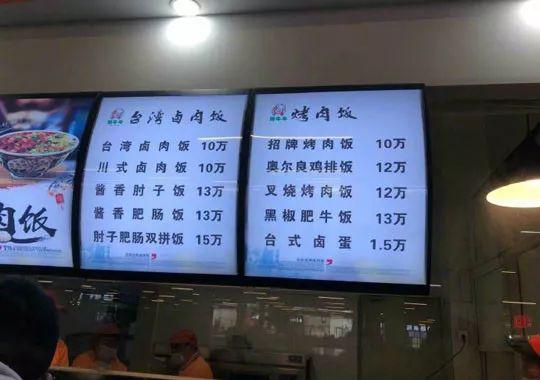 肉饭
台湾卤肉饭
台湾卤肉饭 10万
川式卤肉饭 10万
酱香肘子饭 13万
酱香肥肠饭 13万
肘子肥肠双拼饭 15万
烤肉饭
招牌烤肉饭 10万
奥尔良鸡排饭 12万
叉烧烤肉饭 12万
黑椒肥牛饭 13万
台式卤蛋 1.5万